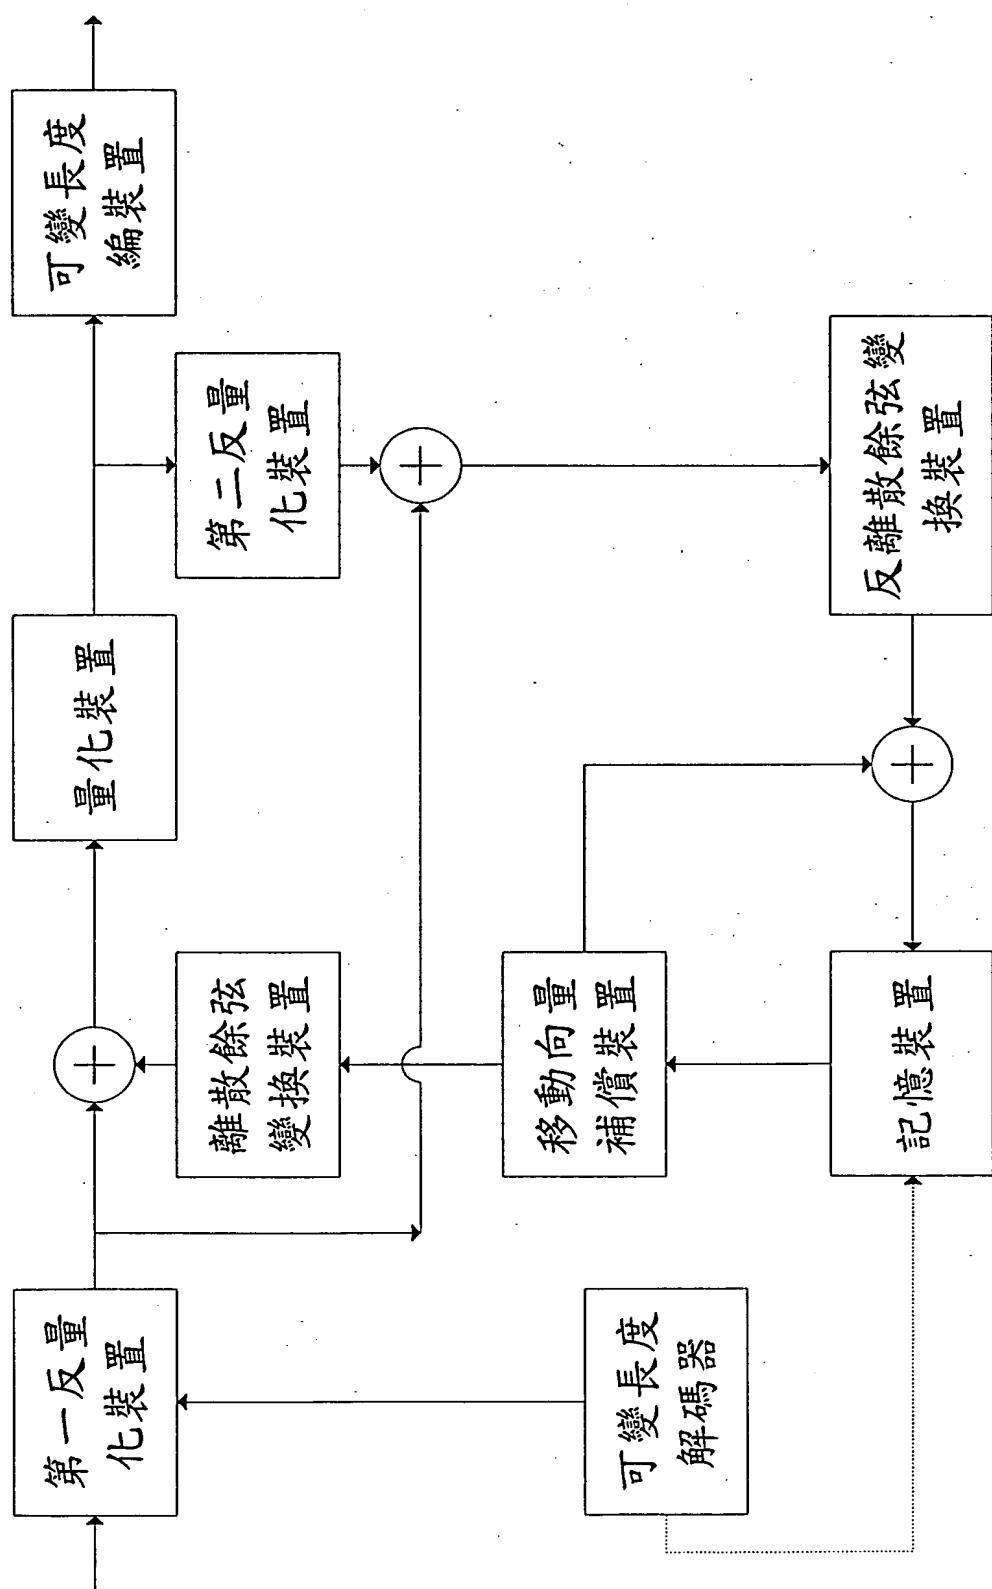 第一反量
化裝置
量化裝置
可變長度
編裝置
離散餘弦
變換裝置
第二反量
化裝置
移動向量
補償裝置
可變長度
解碼器
記憶裝置
反離散餘弦變
換裝置